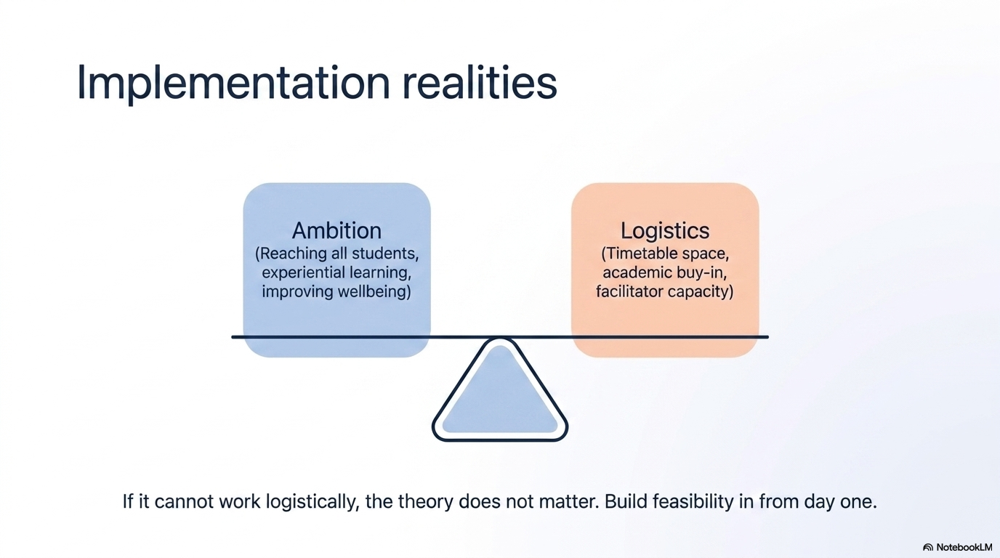 Implementation realities
Ambition
(Reaching all students,
experiential learning,
improving wellbeing)
Logistics
(Timetable space,
academic buy-in,
facilitator capacity)
If it cannot work logistically, the theory does not matter. Build feasibility in from day one.
NotebookLM